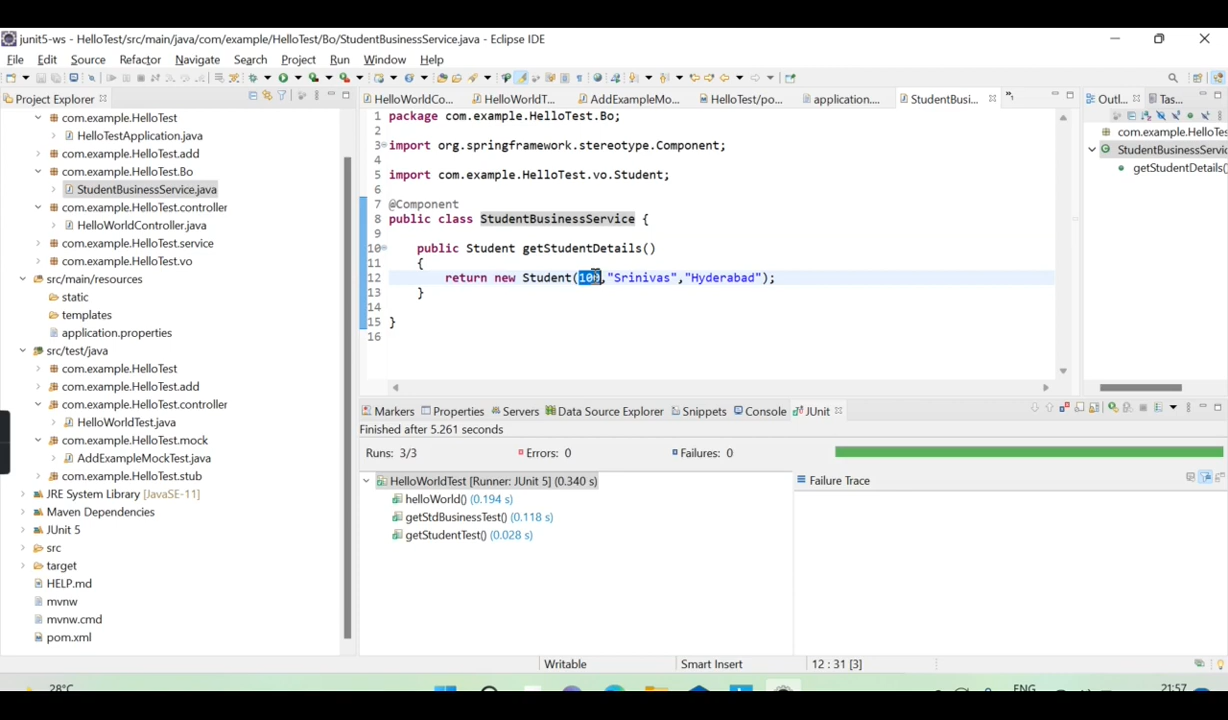 junit5-ws - HelloTest/src/main/java/com/example/HelloTest/Bo/StudentBusinessService.java - Eclipse IDE
File Edit Source Refactor Navigate Search Project Run Window Help
Project Explorer
com.example.HelloTest
HelloTestApplication.java
com.example.HelloTest.add
com.example.HelloTest.Bo
StudentBusinessService.java
com.example.HelloTest.controller
HelloWorldController.java
com.example.HelloTest.service
com.example.HelloTest.vo
src/main/resources
static
templates
application.properties
src/test/java
com.example.HelloTest
com.example.HelloTest.add
com.example.HelloTest.controller
HelloWorldTest.java
com.example.HelloTest.mock
AddExampleMockTest.java
com.example.HelloTest.stub
JRE System Library [JavaSE-11]
Maven Dependencies
JUnit 5
src
target
HELP.md
mvnw
mvnw.cmd
pom.xml
HelloWorldCo... HelloWorldT... AddExampleMo... HelloTest/po... application.... StudentBusi... 1
1 package com.example.HelloTest.Bo;
2
3 import org.springframework.stereotype.Component;
4
5 import com.example.HelloTest.vo.Student;
6
7 @Component
8 public class StudentBusinessService {
9
10 public Student getStudentDetails()
11 {
12 return new Student(100,"Srinivas","Hyderabad");
13 }
14
15 }
16
Outl... Tas...
com.example.HelloTes
StudentBusinessServic
getStudentDetails()
Markers Properties Servers Data Source Explorer Snippets Console JUnit
Finished after 5.261 seconds
Runs: 3/3 Errors: 0 Failures: 0
HelloWorldTest [Runner: JUnit 5] (0.340 s)
helloWorld() (0.194 s)
getStdBusinessTest() (0.118 s)
getStudentTest() (0.028 s)
Failure Trace
Writable Smart Insert 12 : 31 [3]
28°C
ENG
21:57